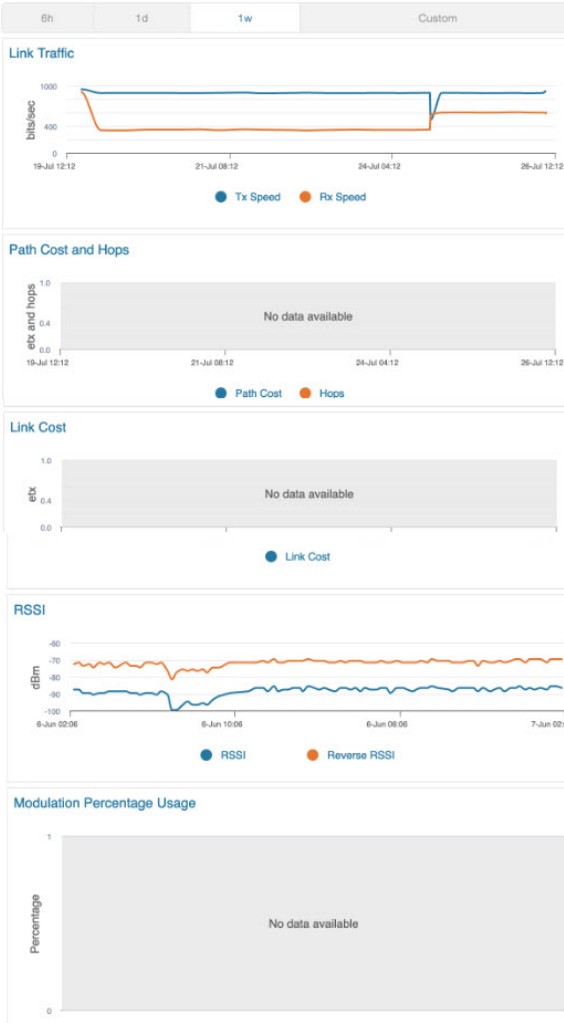 6h 1d 1w Custom
Link Traffic
1000
400
0
bits/sec
19-Jul 12:12 21-Jul 08:12 24-Jul 04:12 26-Jul 12:12
Tx Speed Rx Speed
Path Cost and Hops
1.0
0.4
0.0
etx and hops
No data available
19-Jul 12:12 21-Jul 08:12 24-Jul 04:12 26-Jul 12:12
Path Cost Hops
Link Cost
1.0
0.4
0.0
etx
No data available
Link Cost
RSSI
-60
-70
-80
-90
-100
dBm
6-Jun 02:06 6-Jun 10:06 6-Jun 06:06 7-Jun 02:
RSSI Reverse RSSI
Modulation Percentage Usage
1
0
Percentage
No data available